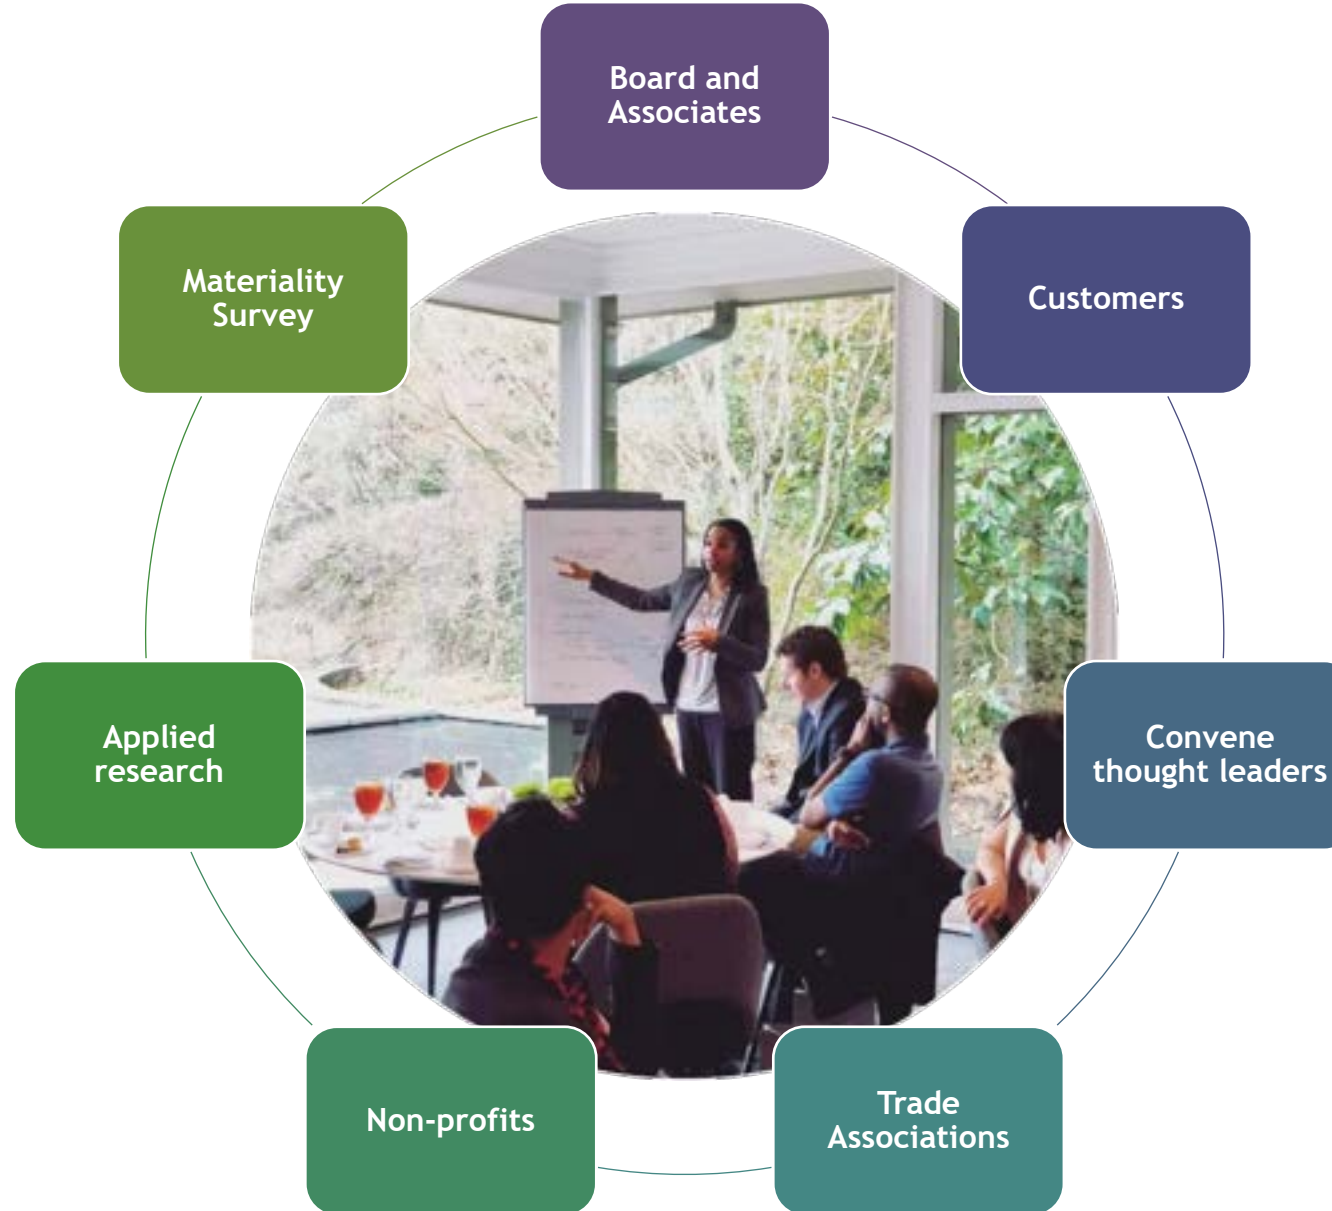 Board and
Associates
Customers
Convene
thought leaders
Trade
Associations
Non-profits
Applied
research
Materiality
Survey